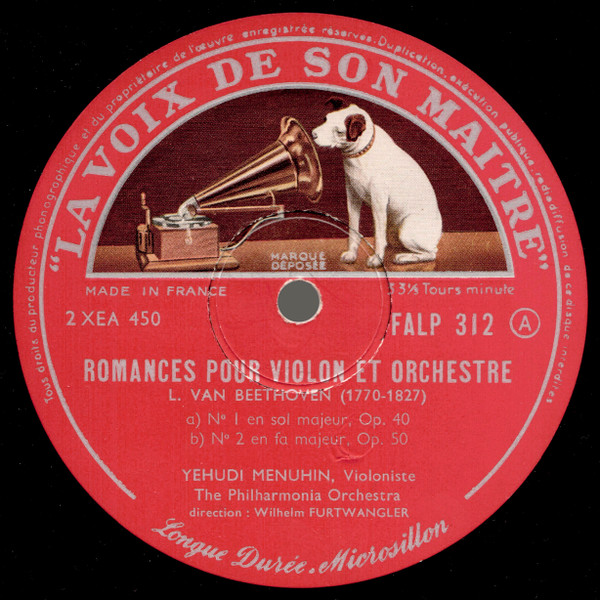 Tous droits du producteur phonographique et du propriétaire de l'œuvre enregistrée réservés. Duplication, exécution publique, radiodiffusion de ce disque interdites
"LA VOIX DE SON MAITRE"
MARQUE
DÉPOSÉE
MADE IN FRANCE
33⅓ Tours minute
2 XEA 450
FALP 312 A
ROMANCES POUR VIOLON ET ORCHESTRE
L. VAN BEETHOVEN (1770-1827)
a) N° 1 en sol majeur, Op. 40
b) N° 2 en fa majeur, Op. 50
YEHUDI MENUHIN, Violoniste
The Philharmonia Orchestra
direction : Wilhelm FURTWANGLER
Longue Durée. Microsillon